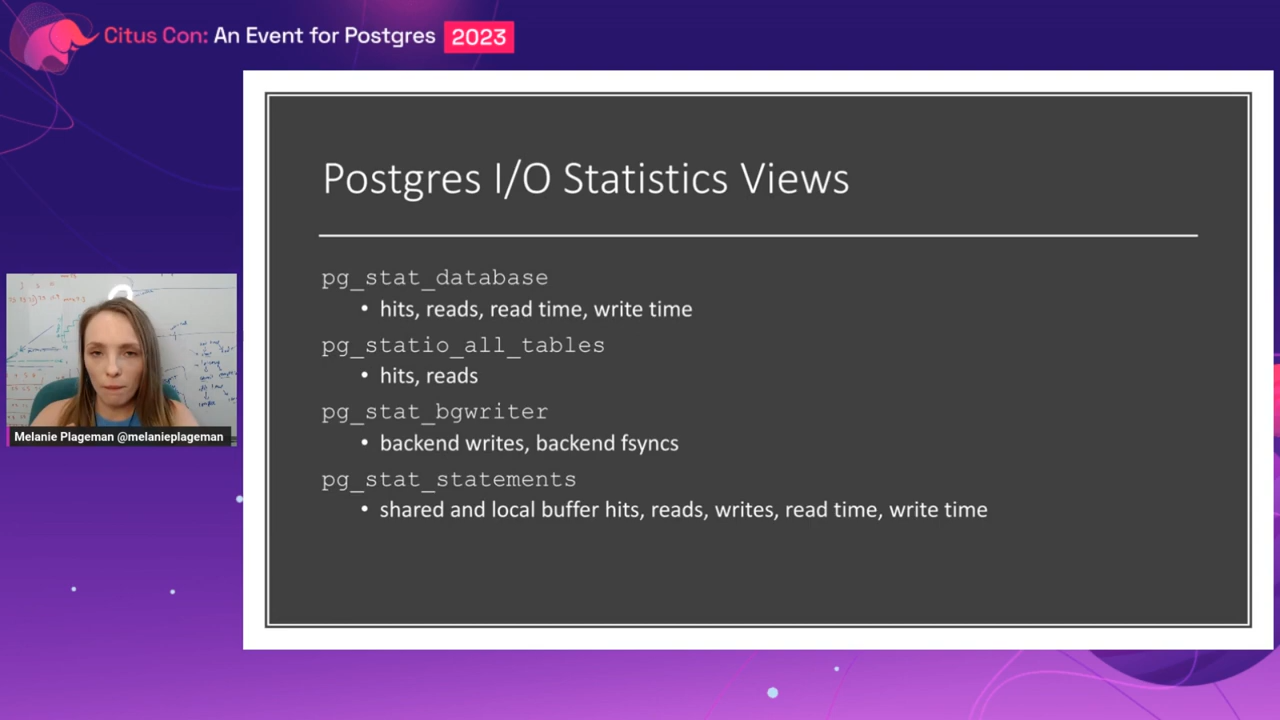 Citus Con: An Event for Postgres 2023
Postgres I/O Statistics Views
pg_stat_database
• hits, reads, read time, write time
pg_statio_all_tables
• hits, reads
pg_stat_bgwriter
• backend writes, backend fsyncs
pg_stat_statements
• shared and local buffer hits, reads, writes, read time, write time
Melanie Plageman @melanieplageman